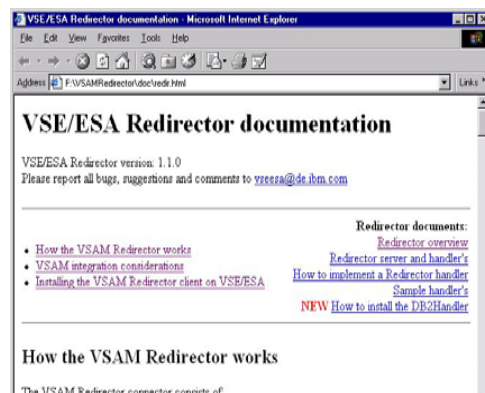 VSE/ESA Redirector documentation - Microsoft Internet Explorer
File Edit View Favorites Tools Help
Address F:\VSAMRedirector\doc\redir.html Links
VSE/ESA Redirector documentation
VSE/ESA Redirector version: 1.1.0
Please report all bugs, suggestions and comments to vseesa@de.ibm.com
How the VSAM Redirector works
VSAM integration considerations
Installing the VSAM Redirector client on VSE/ESA
Redirector documents:
Redirector overview
Redirector server and handler's
How to implement a Redirector handler
Sample handler's
NEW How to install the DB2Handler
How the VSAM Redirector works
The VSAM Redirector connector consists of